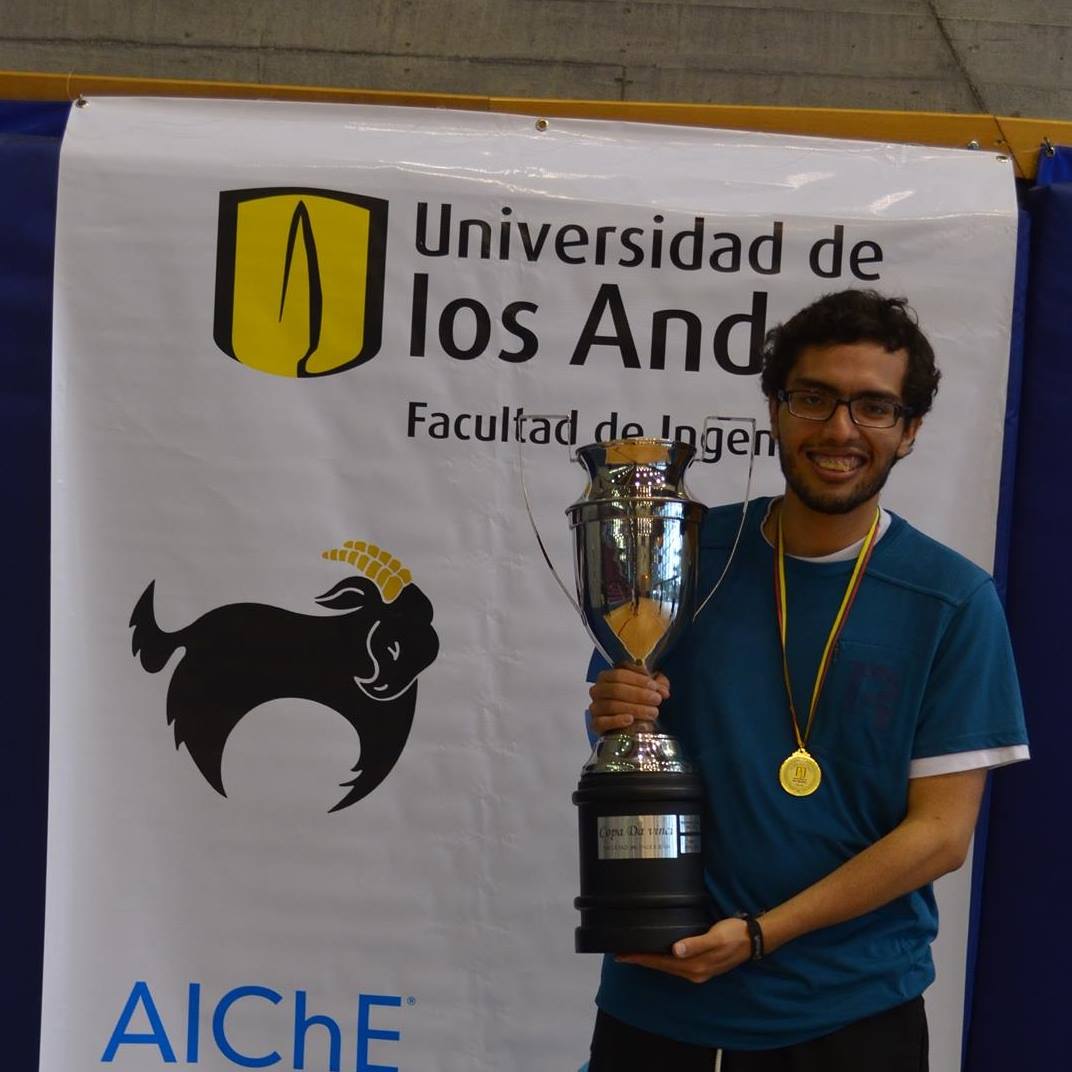 Universidad de
los And
Facultad de Ingen
Copa Da vinci
AIChE®